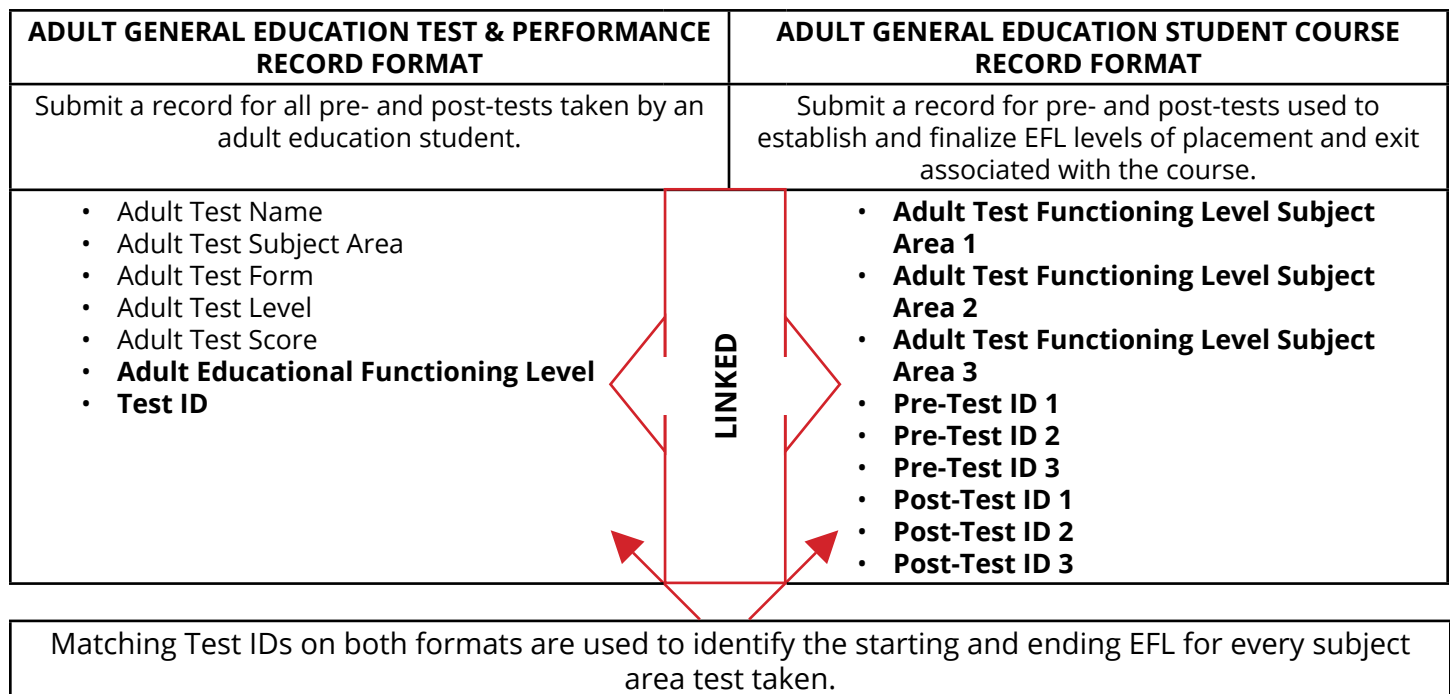 ADULT GENERAL EDUCATION TEST & PERFORMANCE
RECORD FORMAT
ADULT GENERAL EDUCATION STUDENT COURSE
RECORD FORMAT
Submit a record for all pre- and post-tests taken by an
adult education student.
Submit a record for pre- and post-tests used to
establish and finalize EFL levels of placement and exit
associated with the course.
• Adult Test Name
• Adult Test Subject Area
• Adult Test Form
• Adult Test Level
• Adult Test Score
• Adult Educational Functioning Level
• Test ID
LINKED
• Adult Test Functioning Level Subject
Area 1
• Adult Test Functioning Level Subject
Area 2
• Adult Test Functioning Level Subject
Area 3
• Pre-Test ID 1
• Pre-Test ID 2
• Pre-Test ID 3
• Post-Test ID 1
• Post-Test ID 2
• Post-Test ID 3
Matching Test IDs on both formats are used to identify the starting and ending EFL for every subject
area test taken.